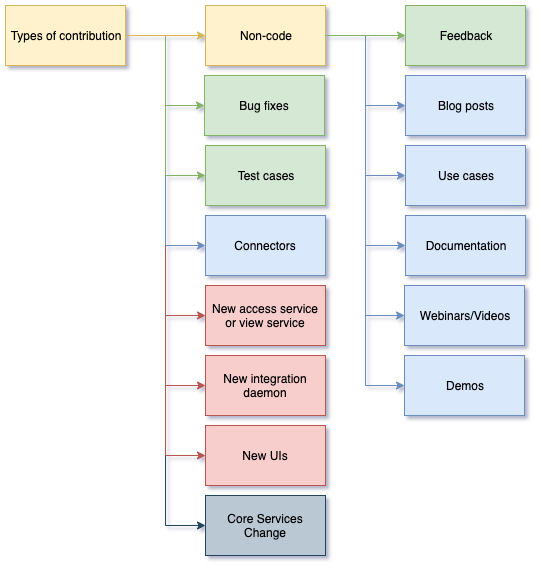 Types of contribution
Non-code
Feedback
Bug fixes
Blog posts
Test cases
Use cases
Connectors
Documentation
New access service
or view service
Webinars/Videos
New integration
daemon
Demos
New UIs
Core Services
Change